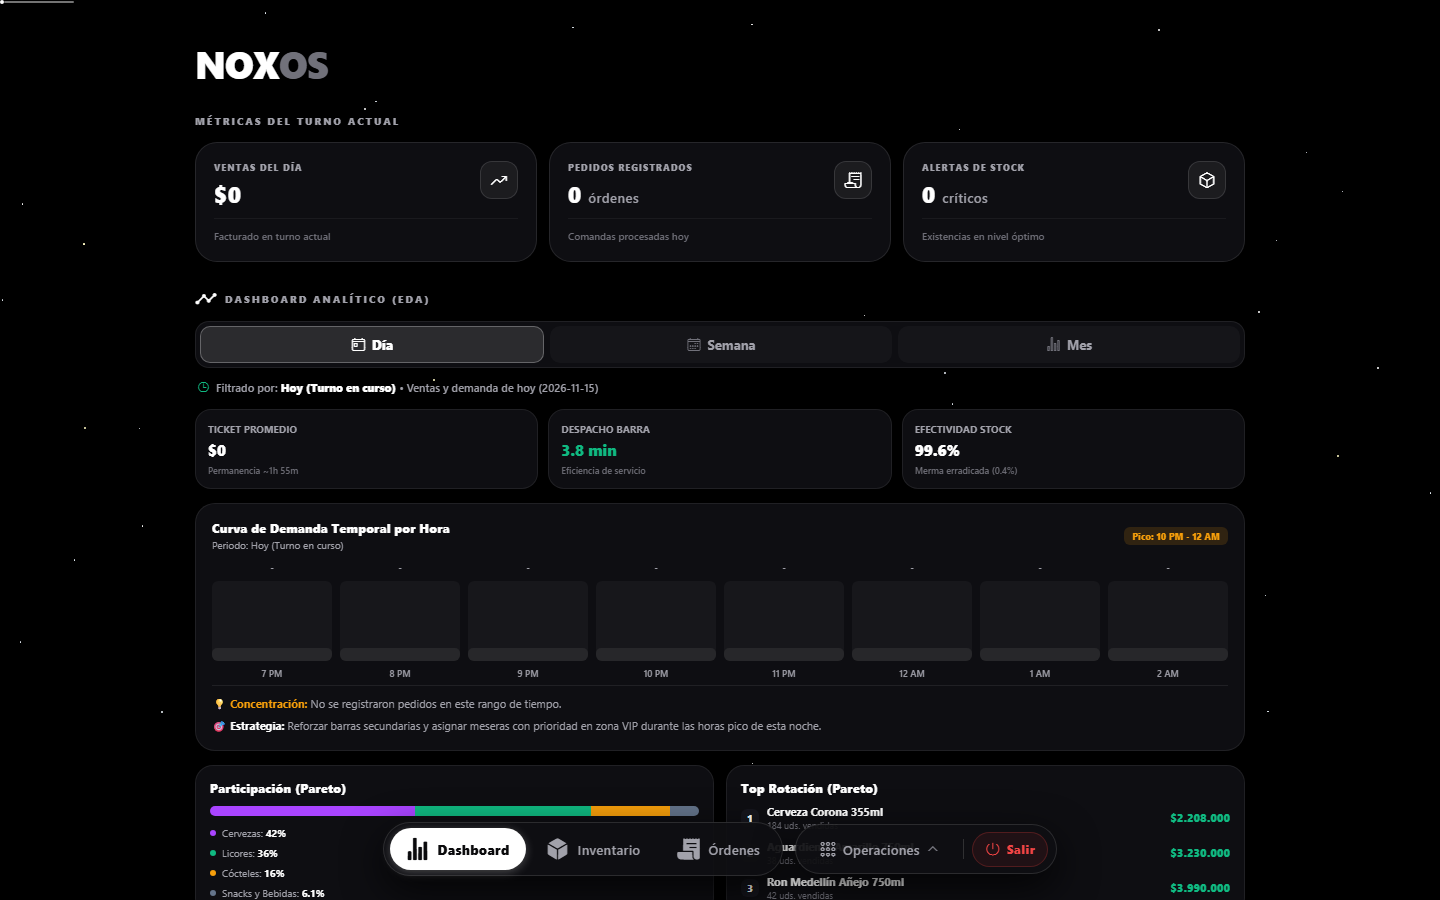 NOXOS
MÉTRICAS DEL TURNO ACTUAL
VENTAS DEL DÍA
$0
Facturado en turno actual
PEDIDOS REGISTRADOS
0 órdenes
Comandas procesadas hoy
ALERTAS DE STOCK
0 críticos
Existencias en nivel óptimo
DASHBOARD ANALÍTICO (EDA)
Día
Semana
Mes
Filtrado por: Hoy (Turno en curso) • Ventas y demanda de hoy (2026-11-15)
TICKET PROMEDIO
$0
Permanencia ~1h 55m
DESPACHO BARRA
3.8 min
Eficiencia de servicio
EFECTIVIDAD STOCK
99.6%
Merma erradicada (0.4%)
Curva de Demanda Temporal por Hora
Periodo: Hoy (Turno en curso)
Pico: 10 PM - 12 AM
- - - - - - - -
7 PM 8 PM 9 PM 10 PM 11 PM 12 AM 1 AM 2 AM
Concentración: No se registraron pedidos en este rango de tiempo.
Estrategia: Reforzar barras secundarias y asignar meseras con prioridad en zona VIP durante las horas pico de esta noche.
Participación (Pareto)
Cervezas: 42%
Licores: 36%
Cócteles: 16%
Snacks y Bebidas: 6.1%
Top Rotación (Pareto)
1 Cerveza Corona 355ml
184 uds.
$2.208.000
$3.230.000
3 Ron Medellín Añejo 750ml
42 uds. vendidas
$3.990.000
Dashboard
Inventario
Órdenes
Operaciones
Salir